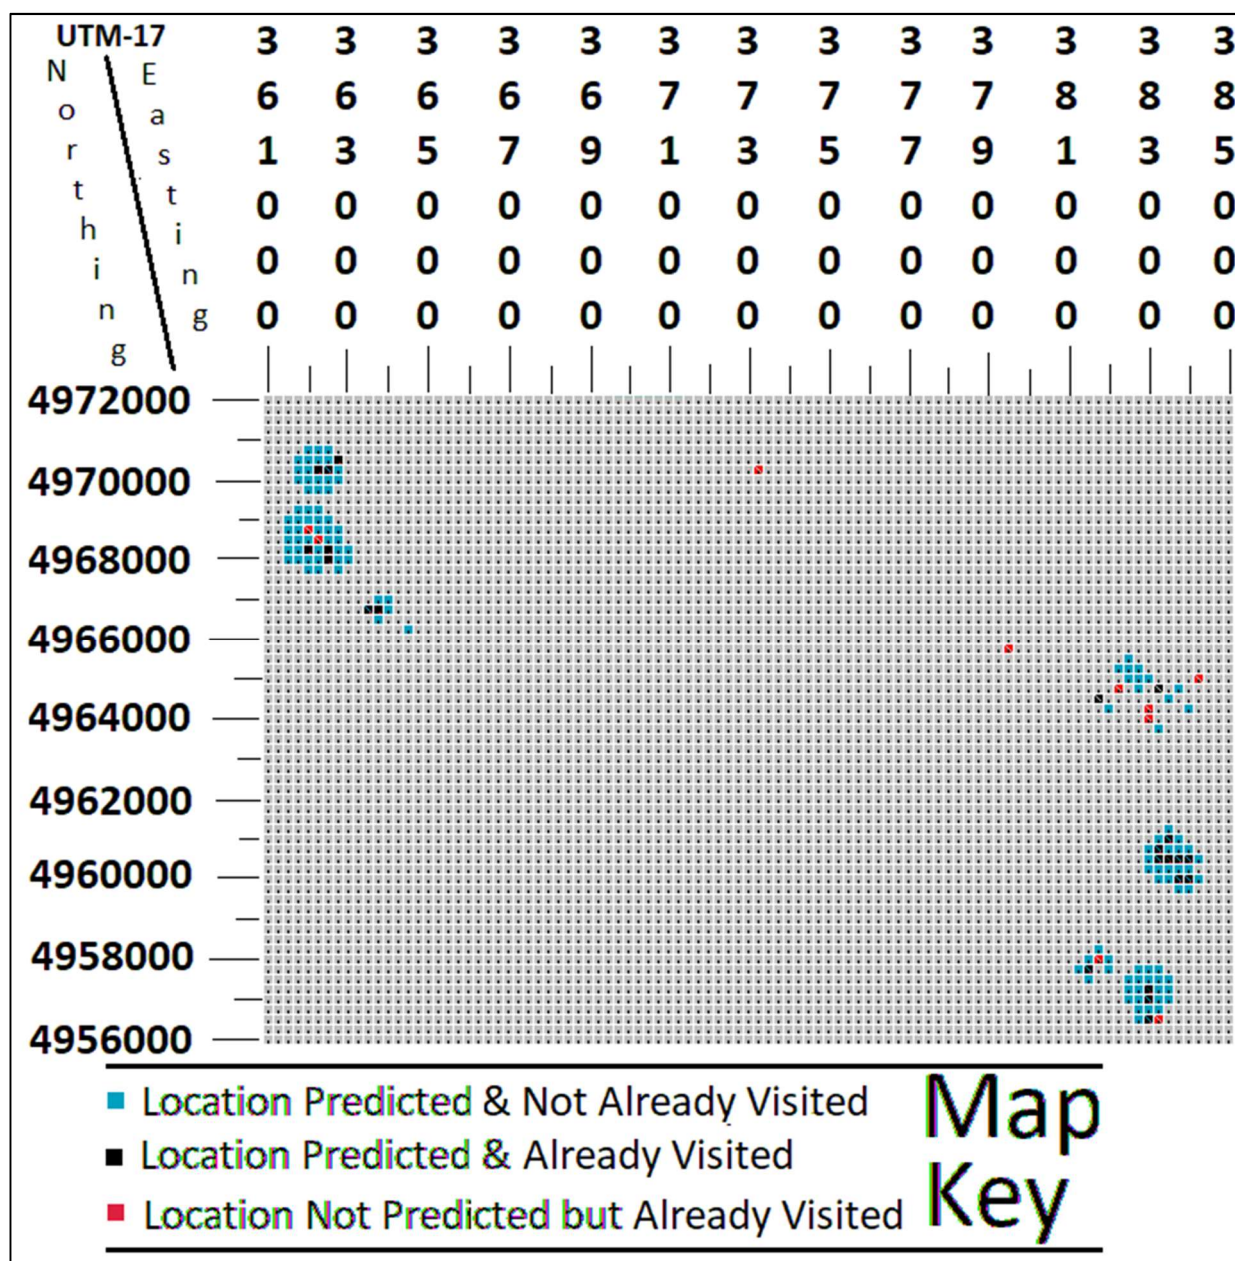 UTM-17
Northing
Easting
361000 363000 365000 367000 369000 371000 373000 375000 377000 379000 381000 383000 385000
4972000
4970000
4968000
4966000
4964000
4962000
4960000
4958000
4956000
Location Predicted & Not Already Visited
Location Predicted & Already Visited
Location Not Predicted but Already Visited
Map
Key